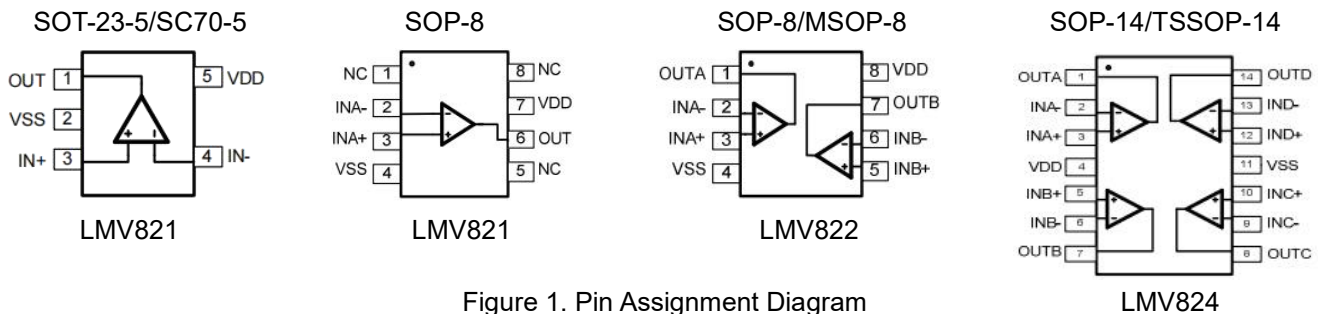 SOT-23-5/SC70-5 SOP-8 SOP-8/MSOP-8 SOP-14/TSSOP-14
OUT 1 5 VDD
VSS 2
IN+ 3 4 IN-
+ -
LMV821
NC 1 8 NC
INA- 2 7 VDD
INA+ 3 6 OUT
VSS 4 5 NC
- +
LMV821
OUTA 1 8 VDD
INA- 2 7 OUTB
INA+ 3 6 INB-
VSS 4 5 INB+
- +
- +
LMV822
OUTA 1 14 OUTD
INA- 2 13 IND-
INA+ 3 12 IND+
VDD 4 11 VSS
INB+ 5 10 INC+
INB- 6 9 INC-
OUTB 7 8 OUTC
- +
- +
+ -
+ -
LMV824
Figure 1. Pin Assignment Diagram